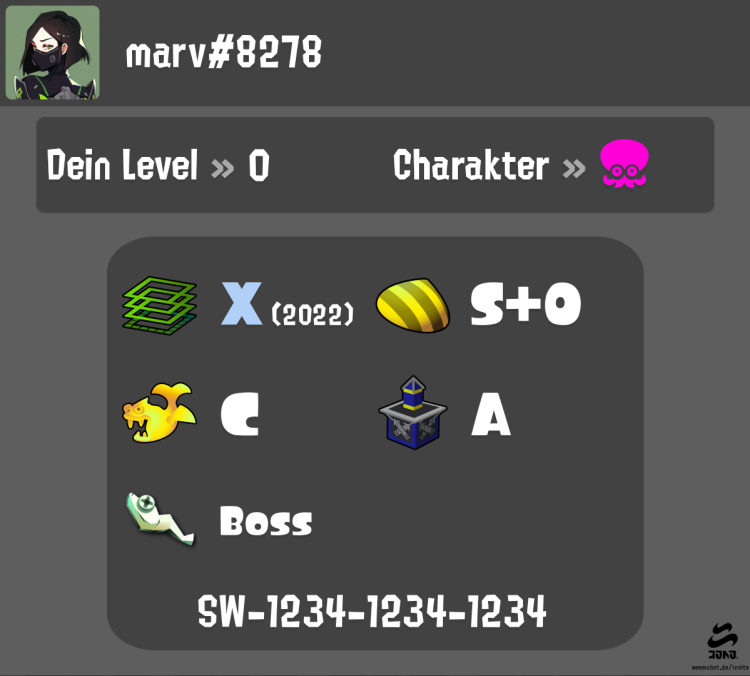 marv#8278
Dein Level » 0
Charakter »
X (2022)
S+0
C
A
Boss
SW-1234-1234-1234